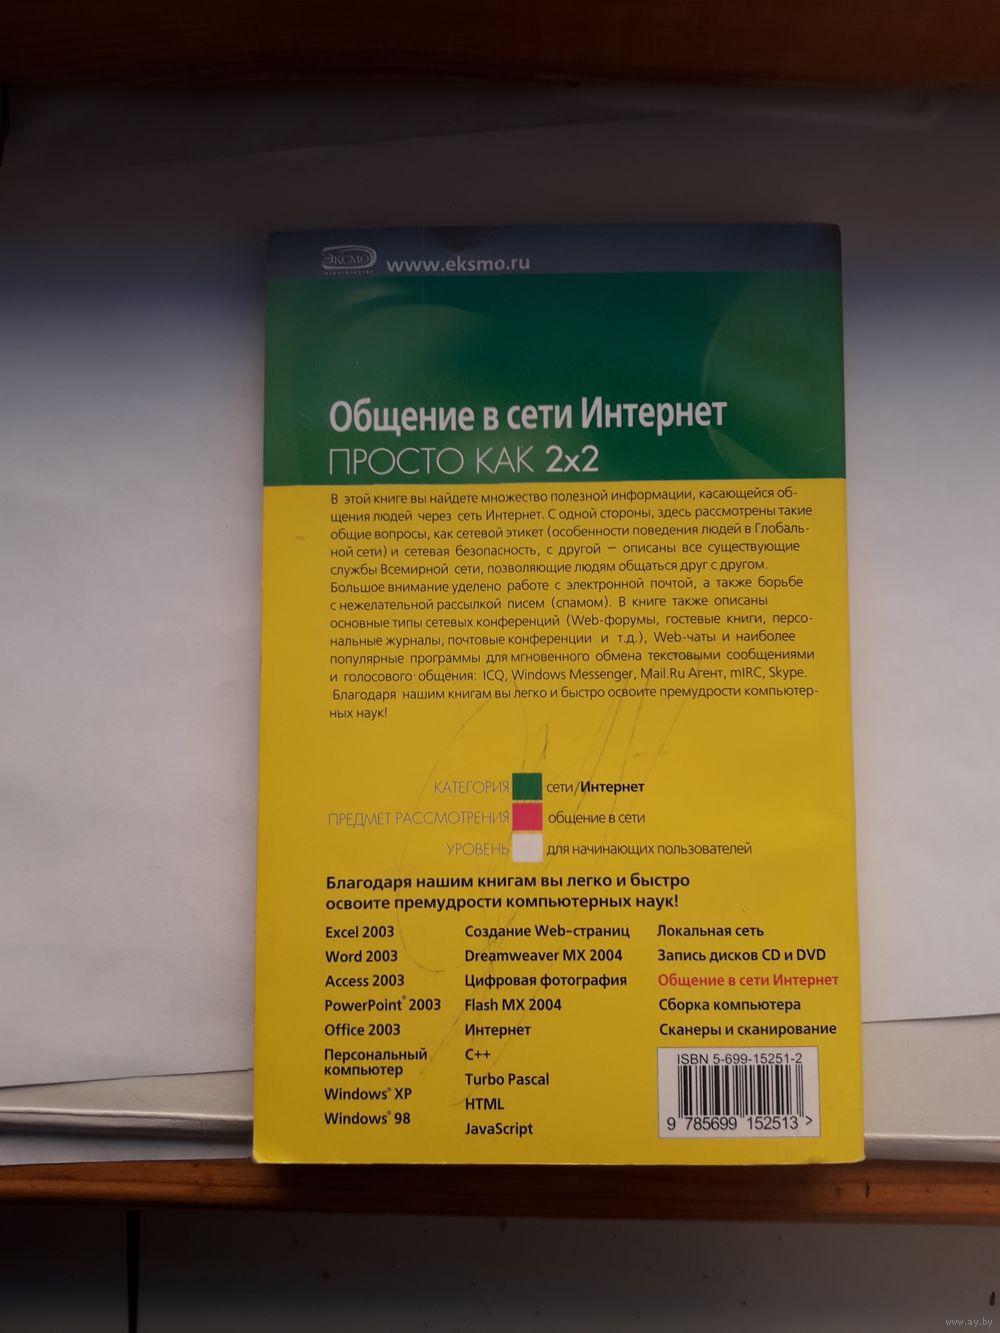 ЭКСМО
www.eksmo.ru
Общение в сети Интернет
ПРОСТО КАК 2x2
В этой книге вы найдете множество полезной информации, касающейся об-
щения людей через сеть Интернет. С одной стороны, здесь рассмотрены такие
общие вопросы, как сетевой этикет (особенности поведения людей в Глобаль-
ной сети) и сетевая безопасность, с другой — описаны все существующие
службы Всемирной сети, позволяющие людям общаться друг с другом.
Большое внимание уделено работе с электронной почтой, а также борьбе
с нежелательной рассылкой писем (спамом). В книге также описаны
основные типы сетевых конференций (Web-форумы, гостевые книги, персо-
нальные журналы, почтовые конференции и т.д.), Web-чаты и наиболее
популярные программы для мгновенного обмена текстовыми сообщениями
и голосового общения: ICQ, Windows Messenger, Mail.Ru Агент, mIRC, Skype.
Благодаря нашим книгам вы легко и быстро освоите премудрости компьютер-
ных наук!
КАТЕГОРИЯ сети/Интернет
ПРЕДМЕТ РАССМОТРЕНИЯ общение в сети
УРОВЕНЬ для начинающих пользователей
Благодаря нашим книгам вы легко и быстро
освоите премудрости компьютерных наук!
Excel 2003
Word 2003
Access 2003
PowerPoint® 2003
Office 2003
Персональный
компьютер
Windows® XP
Windows® 98
Создание Web-страниц
Dreamweaver MX 2004
Цифровая фотография
Flash MX 2004
Интернет
C++
Turbo Pascal
HTML
JavaScript
Локальная сеть
Запись дисков CD и DVD
Общение в сети Интернет
Сборка компьютера
Сканеры и сканирование
ISBN 5-699-15251-2
9 785699 152513 >
www.ay.by